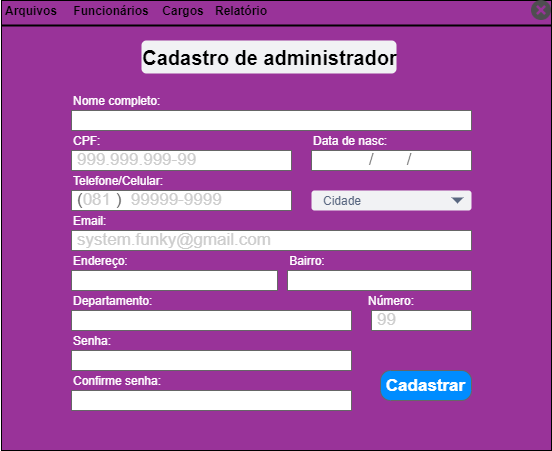 Arquivos Funcionários Cargos Relatório
Cadastro de administrador
Nome completo:
CPF: Data de nasc:
999.999.999-99 / /
Telefone/Celular:
(081 ) 99999-9999 Cidade
Email:
system.funky@gmail.com
Endereço: Bairro:
Departamento: Número:
99
Senha:
Confirme senha:
Cadastrar